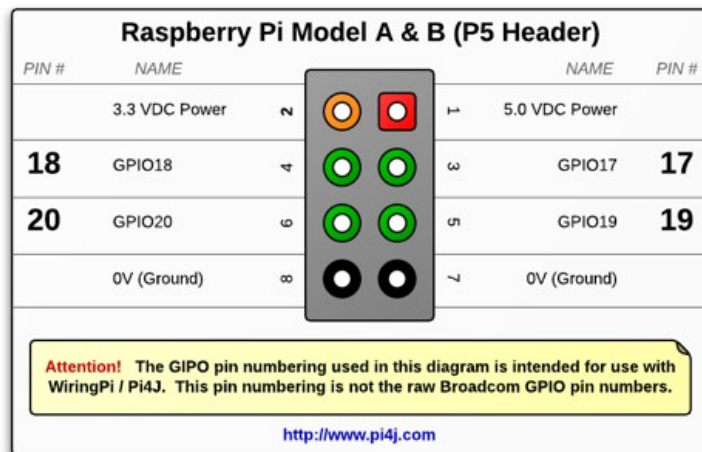 Raspberry Pi Model A & B (P5 Header)
PIN # NAME NAME PIN #
3.3 VDC Power 2 1 5.0 VDC Power
18 GPIO18 4 3 GPIO17 17
20 GPIO20 6 5 GPIO19 19
0V (Ground) 8 7 0V (Ground)
Attention! The GIPO pin numbering used in this diagram is intended for use with
WiringPi / Pi4J. This pin numbering is not the raw Broadcom GPIO pin numbers.
http://www.pi4j.com